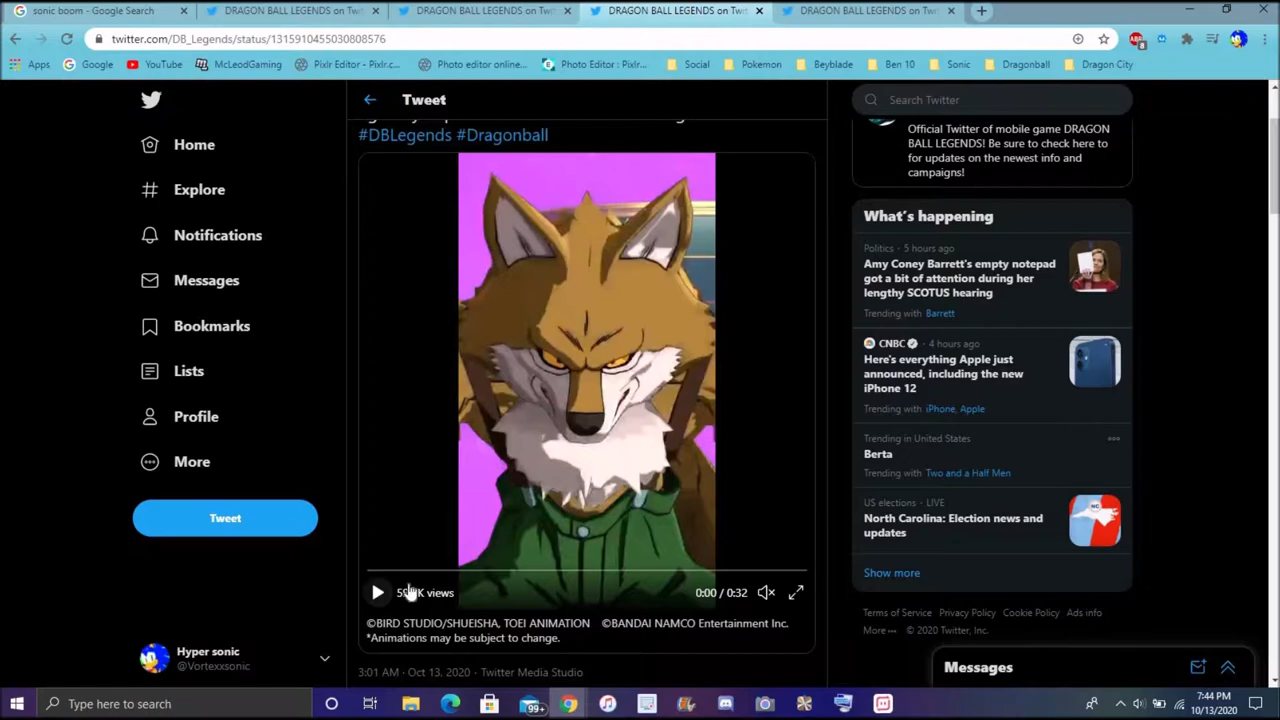 sonic boom - Google Search
DRAGON BALL LEGENDS on Tw
DRAGON BALL LEGENDS on Tw
DRAGON BALL LEGENDS on Tw
DRAGON BALL LEGENDS on Tw
twitter.com/DB_Legends/status/1315910455030808576
Apps
Google
YouTube
McLeodGaming
Pixlr Editor - Pixlr.c...
Photo editor online...
Photo Editor : Pixlr...
Social
Pokemon
Beyblade
Ben 10
Sonic
Dragonball
Dragon City
Home
Explore
Notifications
Messages
Bookmarks
Lists
Profile
More
Tweet
Hyper sonic
@Vortexxsonic
Tweet
#DBLegends #Dragonball
views
0:00 / 0:32
©BIRD STUDIO/SHUEISHA, TOEI ANIMATION ©BANDAI NAMCO Entertainment Inc.
*Animations may be subject to change.
3:01 AM · Oct 13, 2020 · Twitter Media Studio
Search Twitter
Official Twitter of mobile game DRAGON
BALL LEGENDS! Be sure to check here to
for updates on the newest info and
campaigns!
What's happening
Politics · 5 hours ago
Amy Coney Barrett's empty notepad
got a bit of attention during her
lengthy SCOTUS hearing
Trending with Barrett
CNBC · 4 hours ago
Here's everything Apple just
announced, including the new
iPhone 12
Trending with iPhone, Apple
Trending in United States
Berta
Trending with Two and a Half Men
US elections · LIVE
North Carolina: Election news and
updates
Show more
Terms of Service Privacy Policy Cookie Policy Ads info
More © 2020 Twitter, Inc.
Messages
Type here to search
99+
7:44 PM
10/13/2020